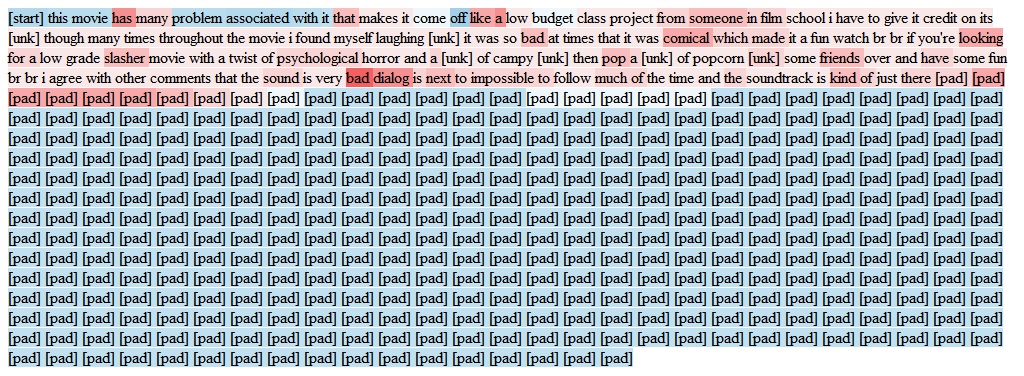 [start] this movie has many problem associated with it that makes it come off like a low budget class project from someone in film school i have to give it credit on its
[unk] though many times throughout the movie i found myself laughing [unk] it was so bad at times that it was comical which made it a fun watch br br if you're looking
for a low grade slasher movie with a twist of psychological horror and a [unk] of campy [unk] then pop a [unk] of popcorn [unk] some friends over and have some fun
br br i agree with other comments that the sound is very bad dialog is next to impossible to follow much of the time and the soundtrack is kind of just there [pad] [pad]
[pad] [pad] [pad] [pad] [pad] [pad] [pad] [pad] [pad] [pad] [pad] [pad] [pad] [pad] [pad] [pad] [pad] [pad] [pad] [pad] [pad] [pad] [pad] [pad] [pad] [pad] [pad]
[pad] [pad] [pad] [pad] [pad] [pad] [pad] [pad] [pad] [pad] [pad] [pad] [pad] [pad] [pad] [pad] [pad] [pad] [pad] [pad] [pad] [pad] [pad] [pad] [pad] [pad] [pad]
[pad] [pad] [pad] [pad] [pad] [pad] [pad] [pad] [pad] [pad] [pad] [pad] [pad] [pad] [pad] [pad] [pad] [pad] [pad] [pad] [pad] [pad] [pad] [pad] [pad] [pad] [pad]
[pad] [pad] [pad] [pad] [pad] [pad] [pad] [pad] [pad] [pad] [pad] [pad] [pad] [pad] [pad] [pad] [pad] [pad] [pad] [pad] [pad] [pad] [pad] [pad] [pad] [pad] [pad]
[pad] [pad] [pad] [pad] [pad] [pad] [pad] [pad] [pad] [pad] [pad] [pad] [pad] [pad] [pad] [pad] [pad] [pad] [pad] [pad] [pad] [pad] [pad] [pad] [pad] [pad] [pad]
[pad] [pad] [pad] [pad] [pad] [pad] [pad] [pad] [pad] [pad] [pad] [pad] [pad] [pad] [pad] [pad] [pad] [pad] [pad] [pad] [pad] [pad] [pad] [pad] [pad] [pad] [pad]
[pad] [pad] [pad] [pad] [pad] [pad] [pad] [pad] [pad] [pad] [pad] [pad] [pad] [pad] [pad] [pad] [pad] [pad] [pad] [pad] [pad] [pad] [pad] [pad] [pad] [pad] [pad]
[pad] [pad] [pad] [pad] [pad] [pad] [pad] [pad] [pad] [pad] [pad] [pad] [pad] [pad] [pad] [pad] [pad] [pad] [pad] [pad] [pad] [pad] [pad] [pad] [pad] [pad] [pad]
[pad] [pad] [pad] [pad] [pad] [pad] [pad] [pad] [pad] [pad] [pad] [pad] [pad] [pad] [pad] [pad] [pad] [pad] [pad] [pad] [pad] [pad] [pad] [pad] [pad] [pad] [pad]
[pad] [pad] [pad] [pad] [pad] [pad] [pad] [pad] [pad] [pad] [pad] [pad] [pad] [pad] [pad] [pad] [pad] [pad] [pad] [pad] [pad] [pad] [pad] [pad] [pad] [pad] [pad]
[pad] [pad] [pad] [pad] [pad] [pad] [pad] [pad] [pad] [pad] [pad] [pad] [pad] [pad] [pad] [pad] [pad] [pad] [pad] [pad] [pad] [pad] [pad] [pad] [pad] [pad] [pad]
[pad] [pad] [pad] [pad] [pad] [pad] [pad] [pad] [pad] [pad] [pad] [pad] [pad] [pad] [pad] [pad] [pad] [pad] [pad] [pad] [pad] [pad] [pad] [pad] [pad] [pad] [pad]
[pad] [pad] [pad] [pad] [pad] [pad] [pad] [pad] [pad] [pad] [pad] [pad] [pad] [pad] [pad] [pad] [pad] [pad] [pad] [pad] [pad] [pad] [pad] [pad] [pad] [pad] [pad]
[pad] [pad] [pad] [pad] [pad] [pad] [pad] [pad] [pad] [pad] [pad] [pad] [pad] [pad] [pad] [pad] [pad]